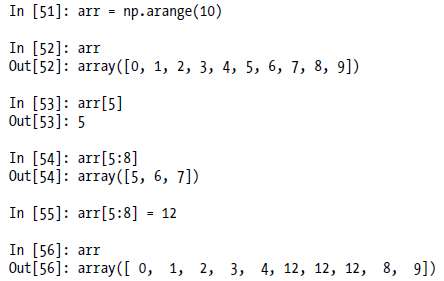 In [51]: arr = np.arange(10)
In [52]: arr
Out[52]: array([0, 1, 2, 3, 4, 5, 6, 7, 8, 9])
In [53]: arr[5]
Out[53]: 5
In [54]: arr[5:8]
Out[54]: array([5, 6, 7])
In [55]: arr[5:8] = 12
In [56]: arr
Out[56]: array([ 0,  1,  2,  3,  4, 12, 12, 12,  8,  9])